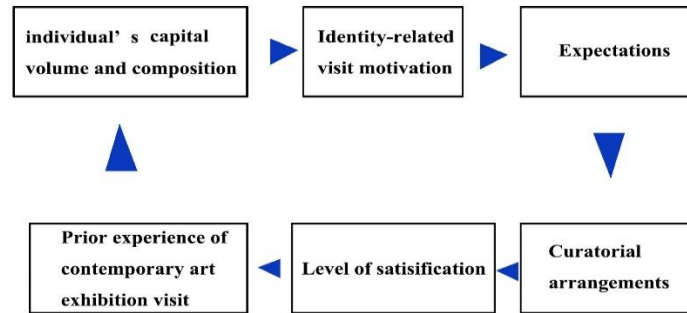 individual’s capital
volume and composition
Identity-related
visit motivation
Expectations
Prior experience of
contemporary art
exhibition visit
Level of satisification
Curatorial
arrangements